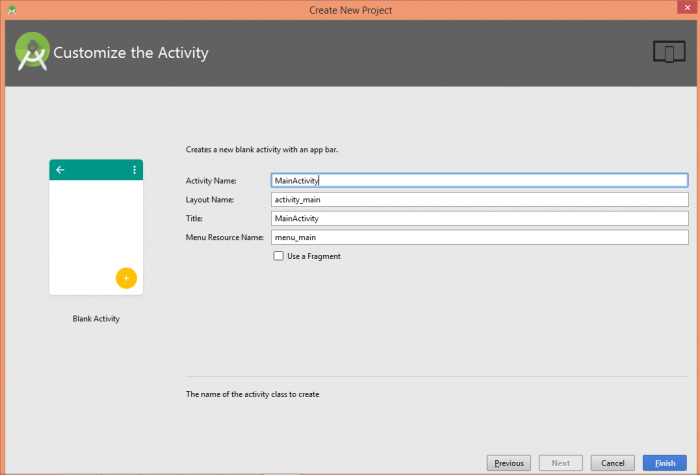 Create New Project
Customize the Activity
Creates a new blank activity with an app bar.
Activity Name: MainActivity
Layout Name: activity_main
Title: MainActivity
Menu Resource Name: menu_main
Use a Fragment
Blank Activity
The name of the activity class to create
Previous Next Cancel Finish